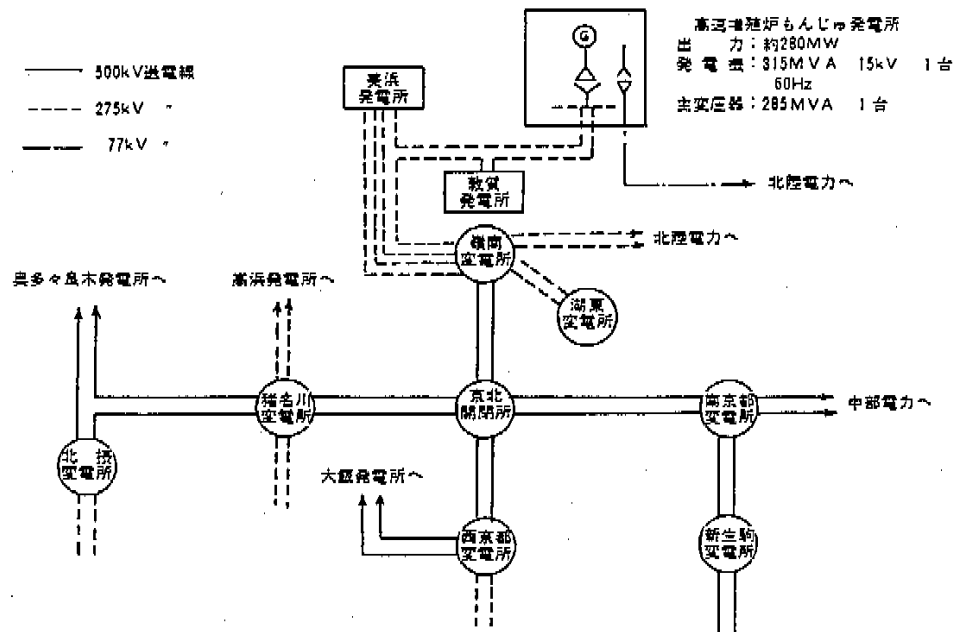 高速増殖炉もんじゅ発電所
出　力：約280MW
発電機：315MVA 15kV 1台
60Hz
主変圧器：285MVA 1台
G
500kV送電線
275kV 〃
77kV 〃
美浜
発電所
敦賀
発電所
北陸電力へ
嶺南
変電所
北陸電力へ
湖東
変電所
奥多々良木発電所へ
高浜発電所へ
猪名川
変電所
京北
開閉所
南京都
変電所
中部電力へ
北摂
変電所
大飯発電所へ
西京都
変電所
新生駒
変電所